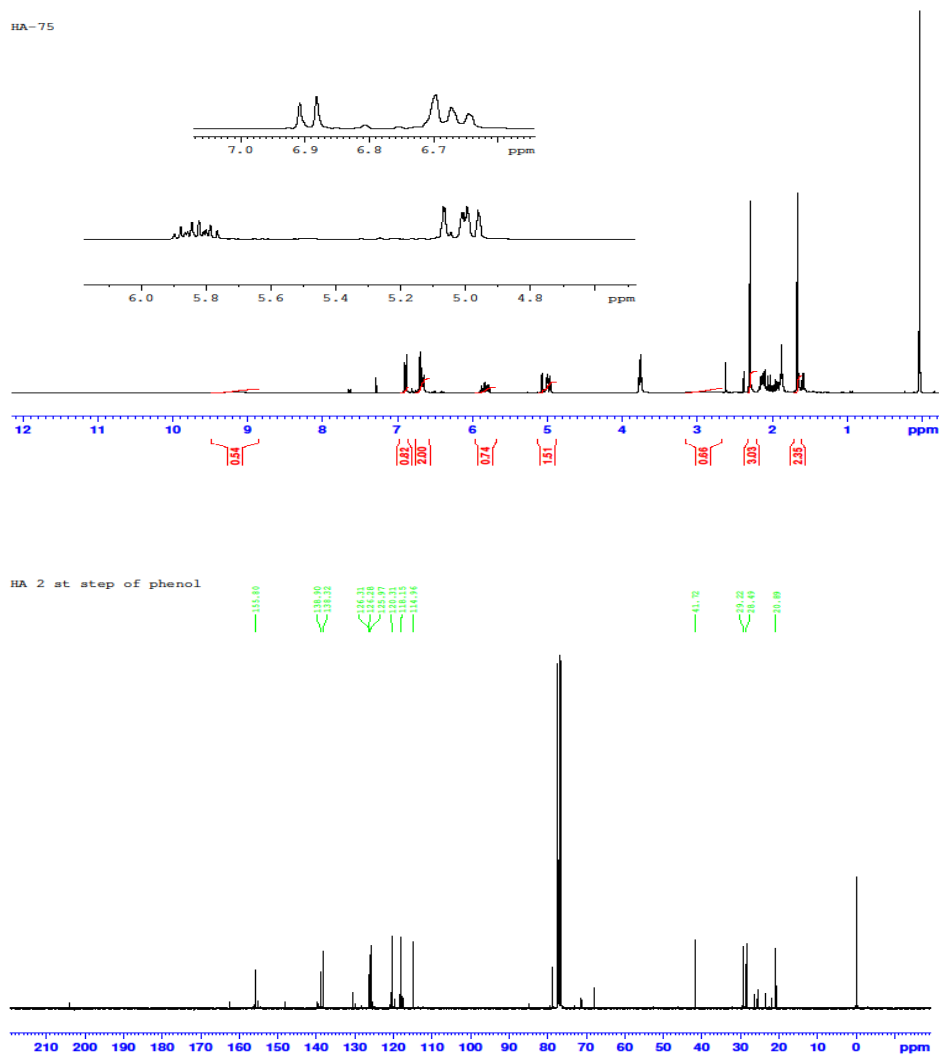 HA-75
7.0 6.9 6.8 6.7 ppm
6.0 5.8 5.6 5.4 5.2 5.0 4.8 ppm
12 11 10 9 8 7 6 5 4 3 2 1 ppm
0.54 0.82 2.00 0.74 1.51 0.66 3.03 2.35
HA 2 st step of phenol
155.80 138.90 138.32 126.31 126.28 125.97 120.31 118.15 114.96 41.72 29.22 28.49 20.89
210 200 190 180 170 160 150 140 130 120 110 100 90 80 70 60 50 40 30 20 10 0 ppm